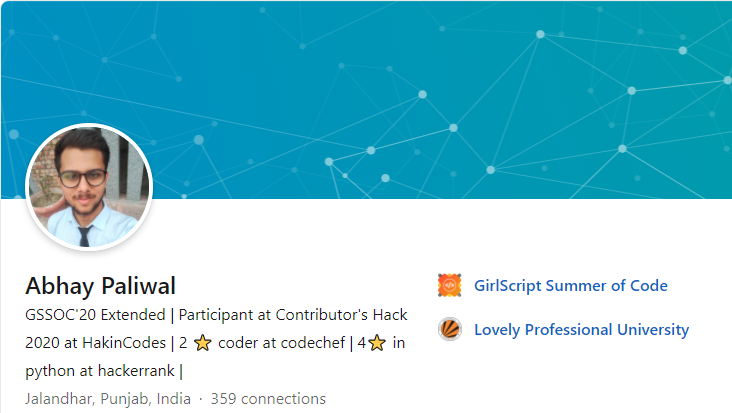 Abhay Paliwal
GSSOC'20 Extended | Participant at Contributor's Hack
2020 at HakinCodes | 2 ⭐ coder at codechef | 4⭐ in
python at hackerrank |
Jalandhar, Punjab, India · 359 connections
GirlScript Summer of Code
Lovely Professional University